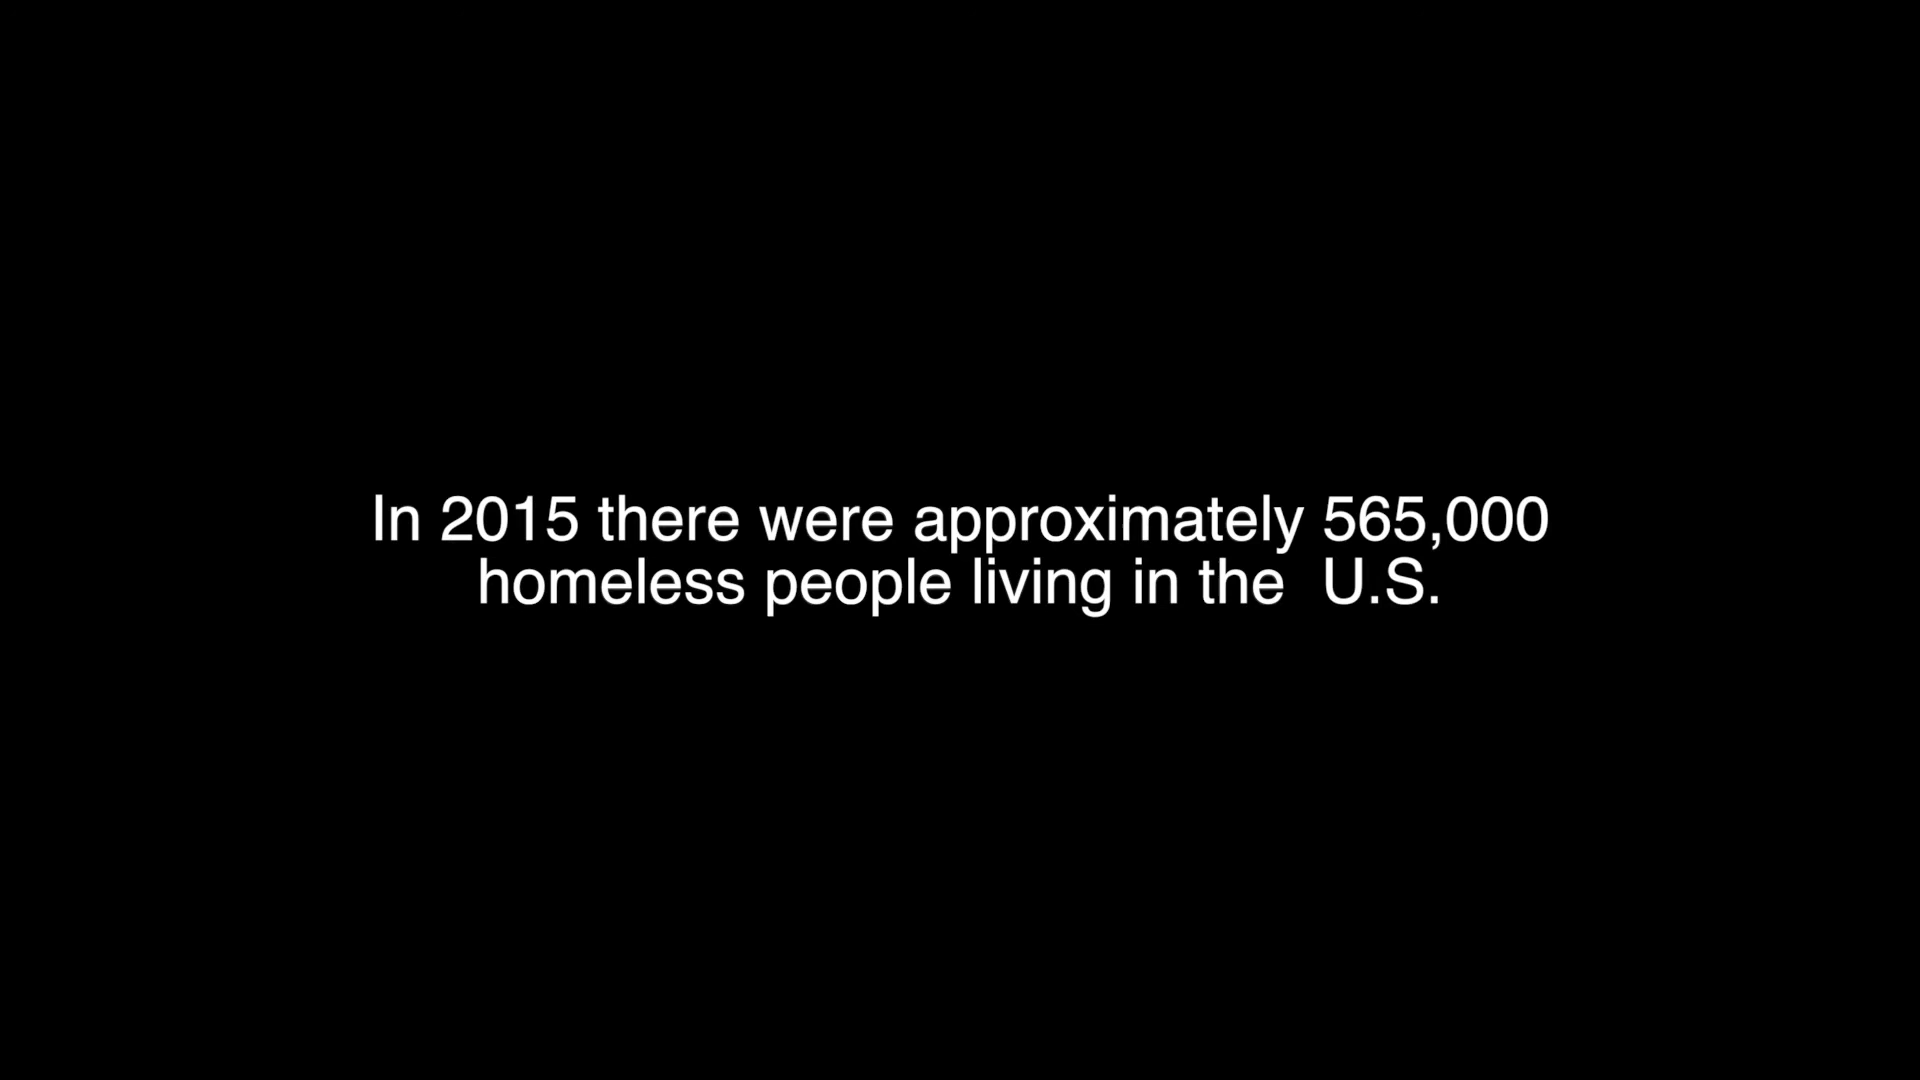 In 2015 there were approximately 565,000
homeless people living in the  U.S.